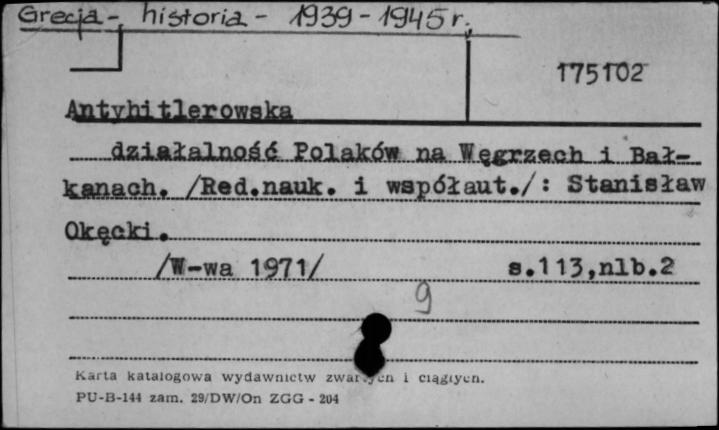 Grecja - historia - 1939 - 1945 r.
175102
Antyhitlerowska
działalność Polaków na Węgrzech i Bał-
kanach. /Red.nauk. i współaut./: Stanisław
Okęcki.
/W-wa 1971/ s.113,nlb.2
9
Karta katalogowa wydawnictw zwartych i ciągłych.
PU-B-144 zam. 29/DW/On ZGG - 204